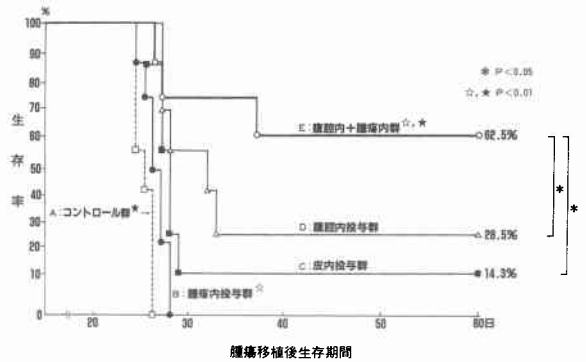 %
100
90
80
70
60
50
40
30
20
10
0
生存率
* P<0.05
☆,★ P<0.01
E:腹腔内+腫瘍内群☆,★
62.5%
*
*
A:コントロール群★→
D:腹腔内投与群
28.5%
C:皮内投与群
14.3%
B:腫瘍内投与群☆
20
28
40
50
60日
腫瘍移植後生存期間